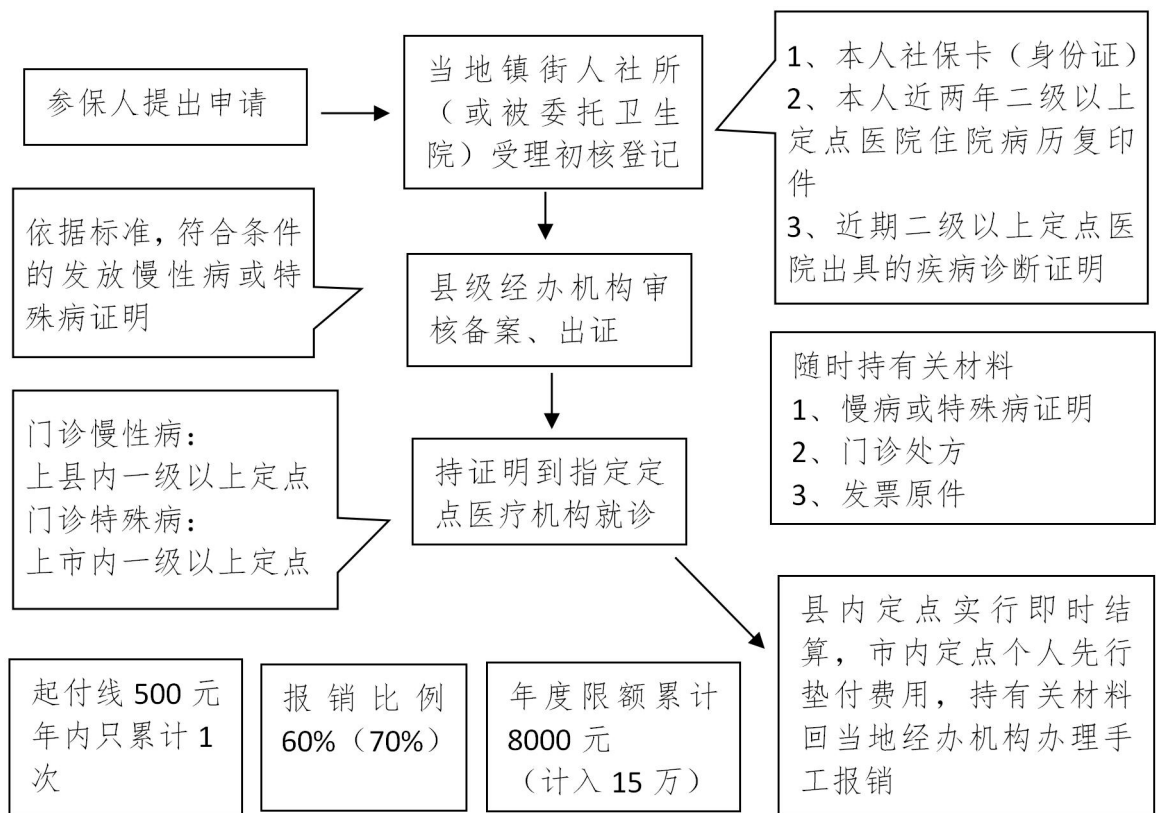 参保人提出申请
当地镇街人社所
（或被委托卫生
院）受理初核登记
1、本人社保卡（身份证）
2、本人近两年二级以上
定点医院住院病历复印
件
3、近期二级以上定点医
院出具的疾病诊断证明
依据标准，符合条件
的发放慢性病或特
殊病证明
县级经办机构审
核备案、出证
随时持有关材料
1、慢病或特殊病证明
2、门诊处方
3、发票原件
门诊慢性病：
上县内一级以上定点
门诊特殊病：
上市内一级以上定点
持证明到指定定
点医疗机构就诊
县内定点实行即时结
算，市内定点个人先行
垫付费用，持有关材料
回当地经办机构办理手
工报销
起付线 500 元
年内只累计 1
次
报销比例
60%（70%）
年度限额累计
8000 元
（计入 15 万）